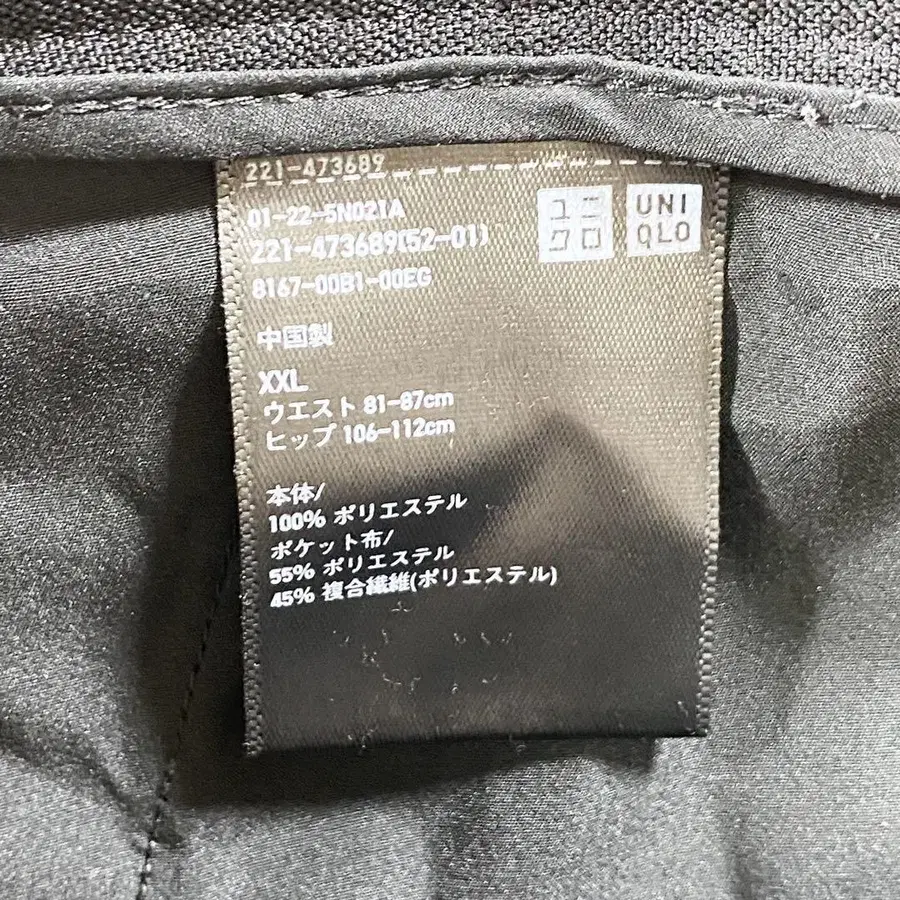 221-473689
01-22-5N021A
221-473689(52-01)
8167-00B1-00EG
ユニ
クロ
UNI
QLO
中国製
XXL
ウエスト 81-87cm
ヒップ 106-112cm
本体/
100% ポリエステル
ポケット布/
55% ポリエステル
45% 複合繊維(ポリエステル)